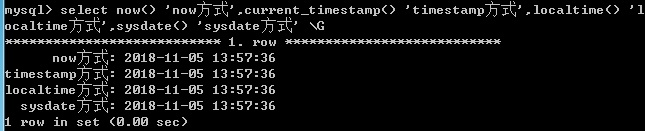 mysql> select now() 'now方式',current_timestamp() 'timestamp方式',localtime() 'l
ocaltime方式',sysdate() 'sysdate方式' \G
*************************** 1. row ***************************
now方式: 2018-11-05 13:57:36
timestamp方式: 2018-11-05 13:57:36
localtime方式: 2018-11-05 13:57:36
sysdate方式: 2018-11-05 13:57:36
1 row in set (0.00 sec)